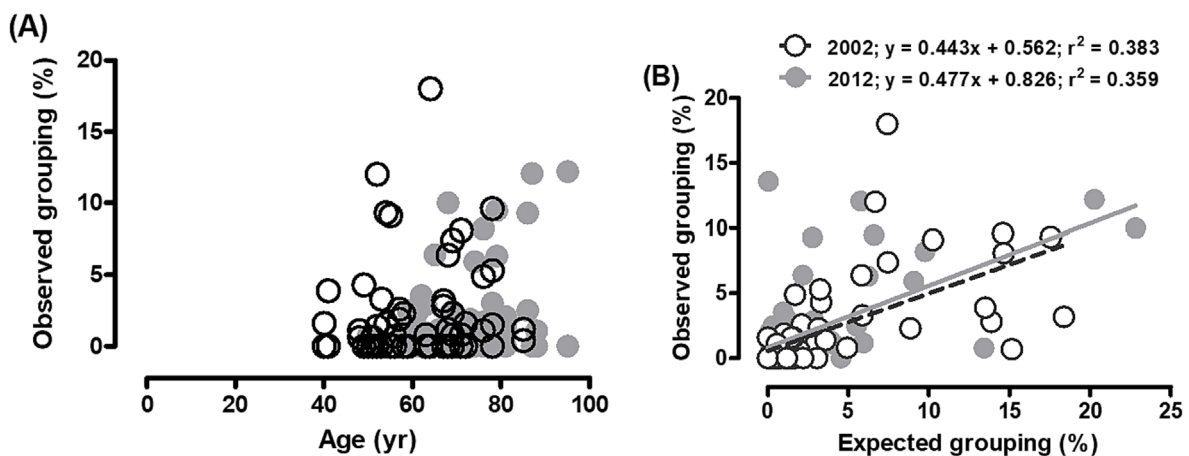 (A)
Observed grouping (%)
20
15
10
5
0
0 20 40 60 80 100
Age (yr)
2002; y = 0.443x + 0.562; r² = 0.383
2012; y = 0.477x + 0.826; r² = 0.359
(B)
Observed grouping (%)
20
15
10
5
0
0 5 10 15 20 25
Expected grouping (%)